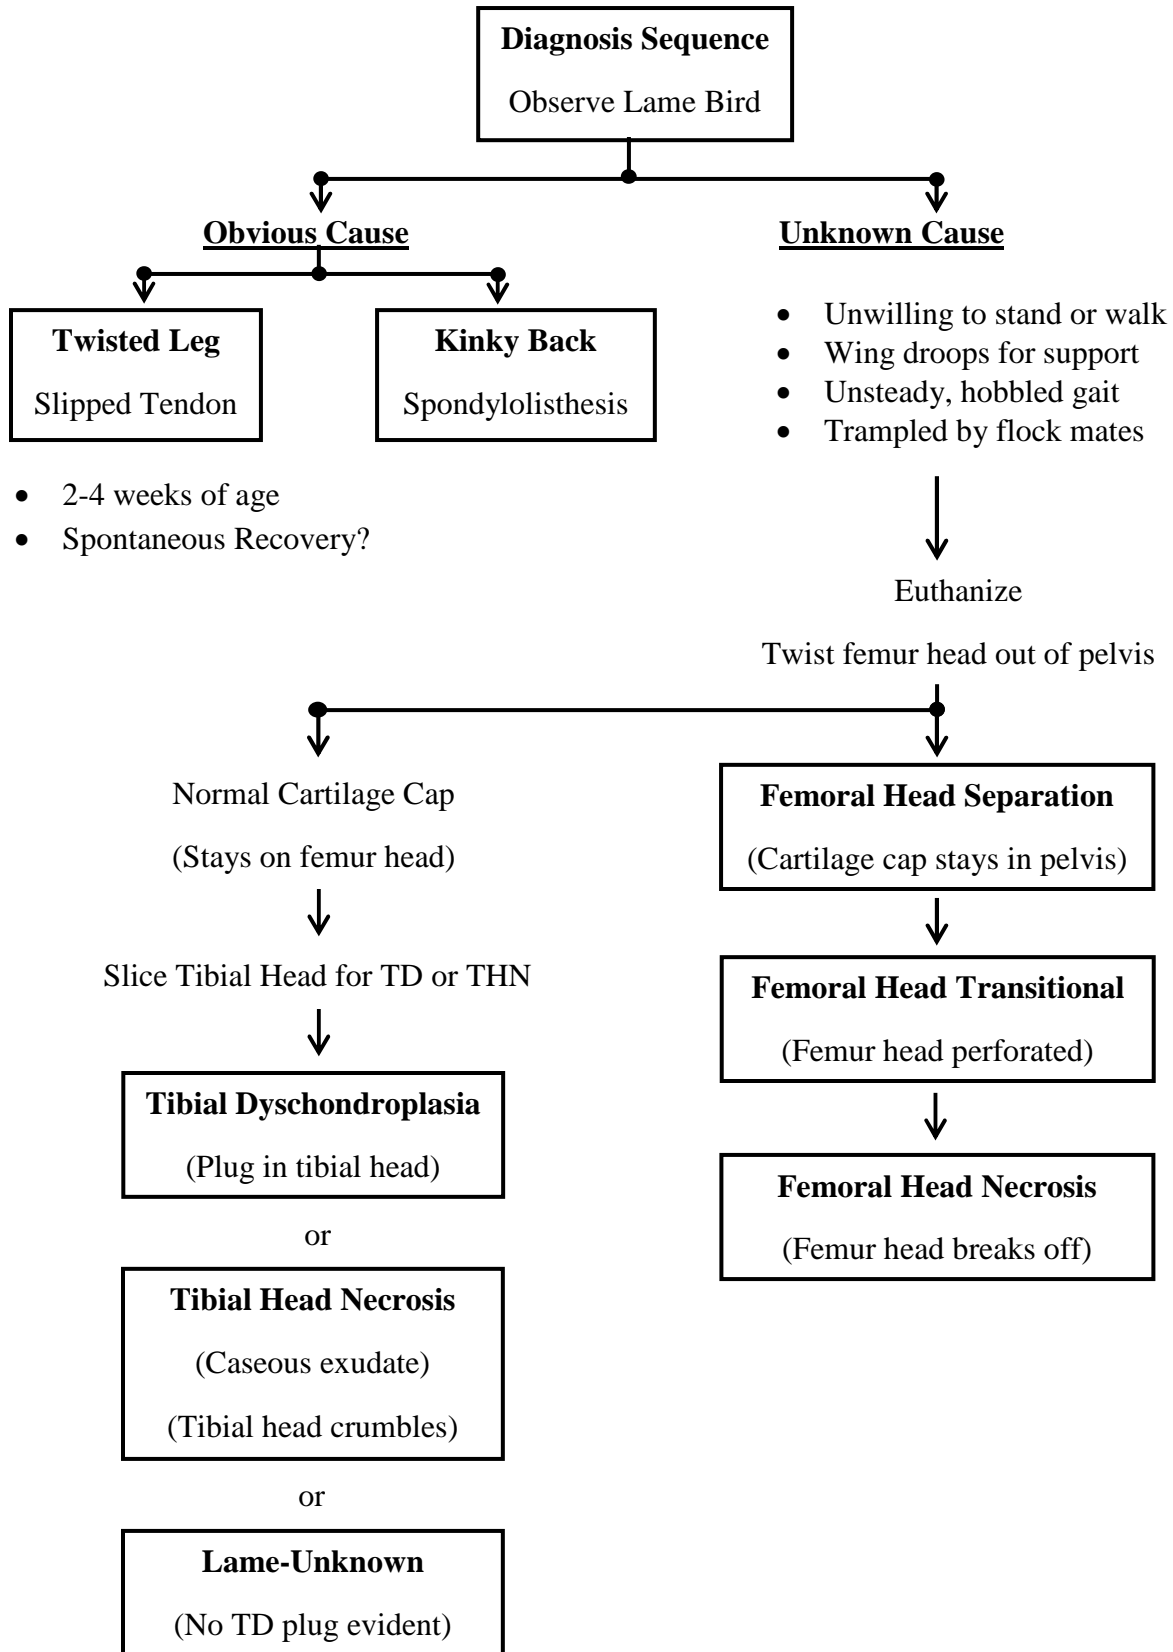 Diagnosis Sequence
Observe Lame Bird
Obvious Cause
Unknown Cause
Twisted Leg
Slipped Tendon
Kinky Back
Spondylolisthesis
• 2-4 weeks of age
• Spontaneous Recovery?
• Unwilling to stand or walk
• Wing droops for support
• Unsteady, hobbled gait
• Trampled by flock mates
Euthanize
Twist femur head out of pelvis
Normal Cartilage Cap
(Stays on femur head)
Slice Tibial Head for TD or THN
Tibial Dyschondroplasia
(Plug in tibial head)
or
Tibial Head Necrosis
(Caseous exudate)
(Tibial head crumbles)
or
Lame-Unknown
(No TD plug evident)
Femoral Head Separation
(Cartilage cap stays in pelvis)
Femoral Head Transitional
(Femur head perforated)
Femoral Head Necrosis
(Femur head breaks off)